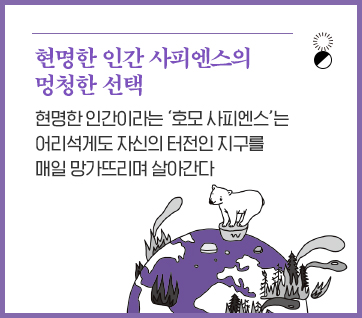 현명한 인간 사피엔스의
멍청한 선택
현명한 인간이라는 ‘호모 사피엔스’는
어리석게도 자신의 터전인 지구를
매일 망가뜨리며 살아간다